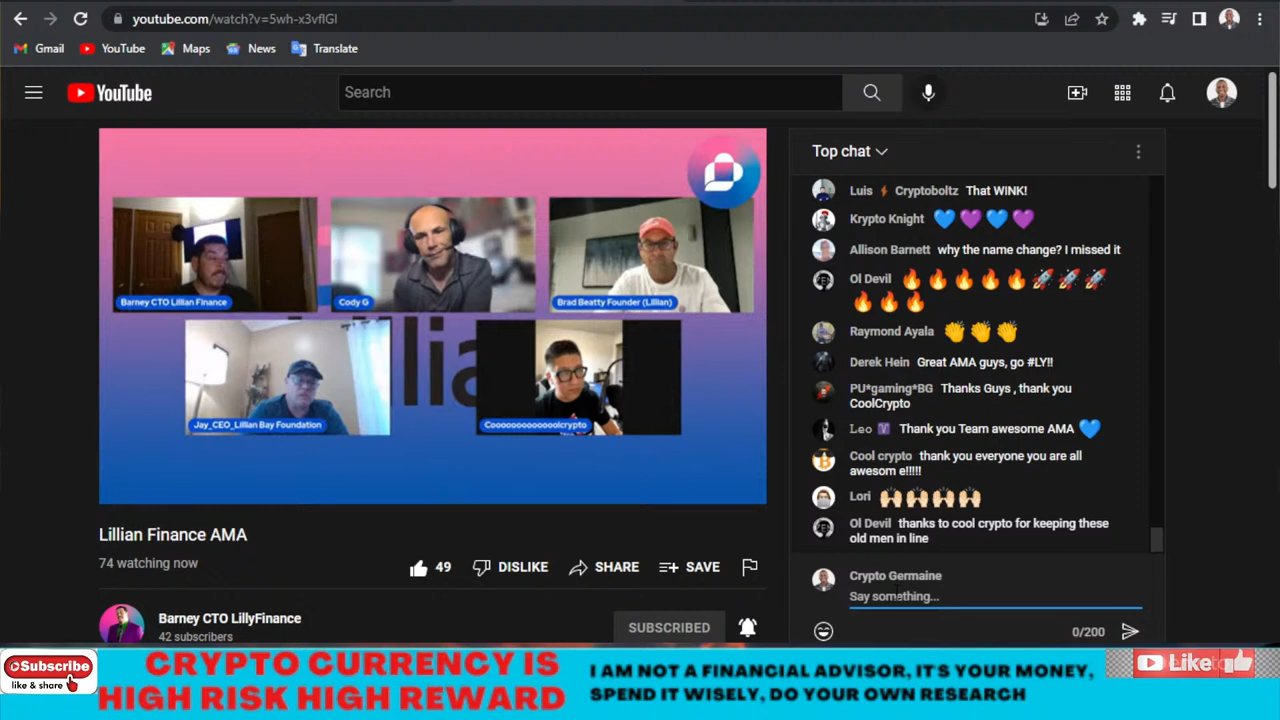 youtube.com/watch?v=5wh-x3vflGI
Gmail YouTube Maps News Translate
YouTube
Search
Top chat
Luis Cryptoboltz That WINK!
Krypto Knight
Allison Barnett why the name change? I missed it
Ol Devil
Raymond Ayala
Derek Hein Great AMA guys, go #LY!!
PU*gaming*BG Thanks Guys , thank you
CoolCrypto
Leo Thank you Team awesome AMA
Cool crypto thank you everyone you are all
awesom e!!!!!
Lori
Ol Devil thanks to cool crypto for keeping these
old men in line
Crypto Germaine
Say something...
0/200
Barney CTO Lillian Finance
Cody G
Brad Beatty Founder (Lillian)
Jay_CEO_Lillian Bay Foundation
Coooooooooooolcrypto
Lillian Finance AMA
74 watching now
49 DISLIKE SHARE SAVE
Barney CTO LillyFinance
42 subscribers
SUBSCRIBED
Subscribe
like & share
CRYPTO CURRENCY IS
HIGH RISK HIGH REWARD
I AM NOT A FINANCIAL ADVISOR, IT'S YOUR MONEY,
SPEND IT WISELY, DO YOUR OWN RESEARCH
Like